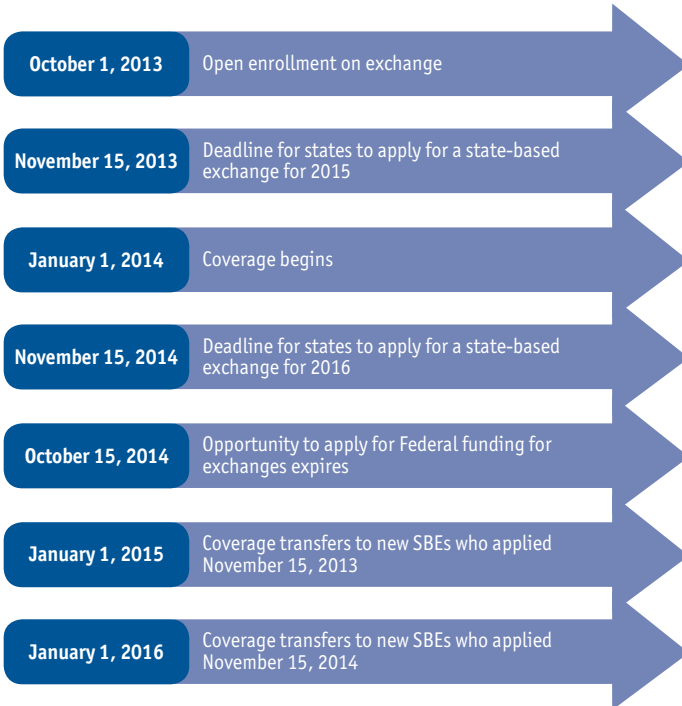 October 1, 2013
Open enrollment on exchange
November 15, 2013
Deadline for states to apply for a state-based
exchange for 2015
January 1, 2014
Coverage begins
November 15, 2014
Deadline for states to apply for a state-based
exchange for 2016
October 15, 2014
Opportunity to apply for Federal funding for
exchanges expires
January 1, 2015
Coverage transfers to new SBEs who applied
November 15, 2013
January 1, 2016
Coverage transfers to new SBEs who applied
November 15, 2014